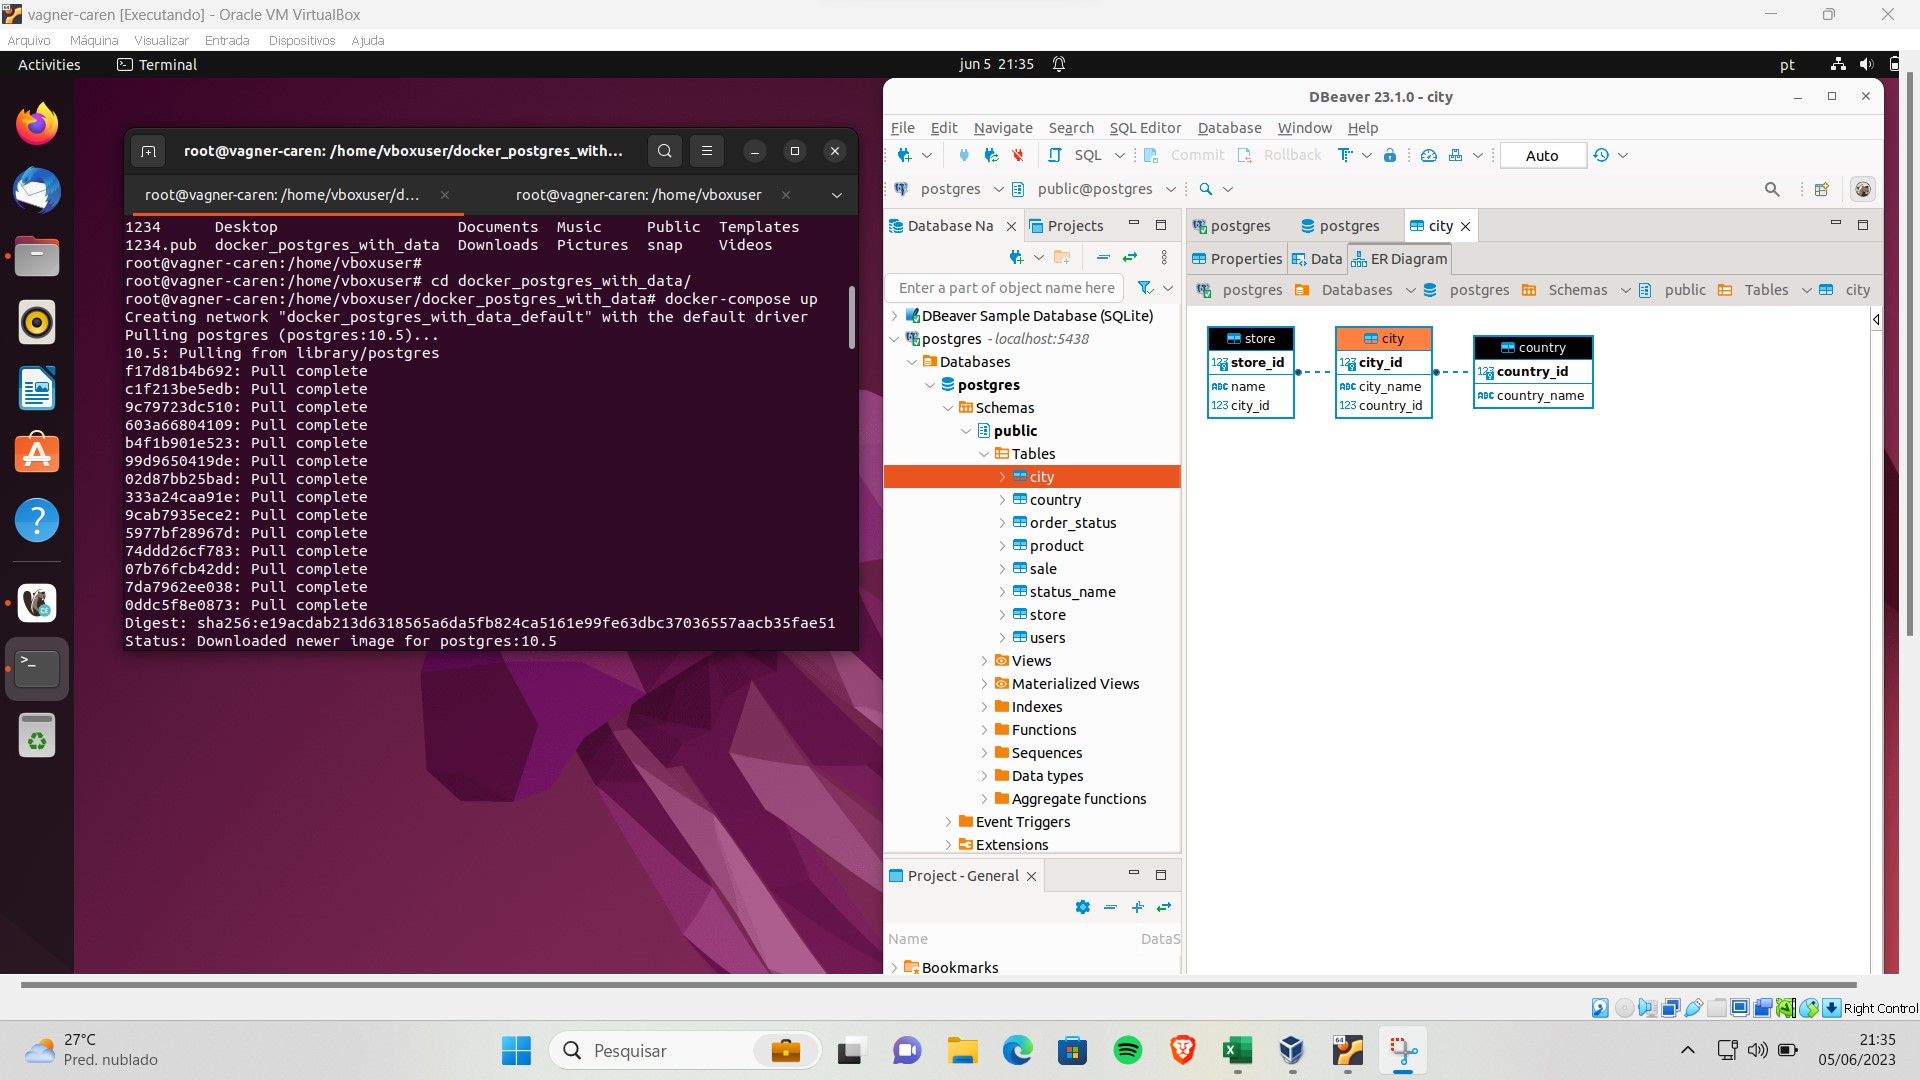 vagner-caren [Executando] - Oracle VM VirtualBox
Arquivo Máquina Visualizar Entrada Dispositivos Ajuda
Activities Terminal jun 5 21:35 pt
root@vagner-caren: /home/vboxuser/docker_postgres_with...
root@vagner-caren: /home/vboxuser/d... root@vagner-caren: /home/vboxuser
1234 Desktop Documents Music Public Templates
1234.pub docker_postgres_with_data Downloads Pictures snap Videos
root@vagner-caren:/home/vboxuser#
root@vagner-caren:/home/vboxuser# cd docker_postgres_with_data/
root@vagner-caren:/home/vboxuser/docker_postgres_with_data# docker-compose up
Creating network "docker_postgres_with_data_default" with the default driver
Pulling postgres (postgres:10.5)...
10.5: Pulling from library/postgres
f17d81b4b692: Pull complete
c1f213be5edb: Pull complete
9c79723dc510: Pull complete
603a66804109: Pull complete
b4f1b901e523: Pull complete
99d9650419de: Pull complete
02d87bb25bad: Pull complete
333a24caa91e: Pull complete
9cab7935ece2: Pull complete
5977bf28967d: Pull complete
74ddd26cf783: Pull complete
07b76fcb42dd: Pull complete
7da7962ee038: Pull complete
0ddc5f8e0873: Pull complete
Digest: sha256:e19acdab213d6318565a6da5fb824ca5161e99fe63dbc37036557aacb35fae51
Status: Downloaded newer image for postgres:10.5
DBeaver 23.1.0 - city
File Edit Navigate Search SQL Editor Database Window Help
SQL Commit Rollback Auto
postgres public@postgres
Database Na Projects
Enter a part of object name here
DBeaver Sample Database (SQLite)
postgres - localhost:5438
Databases
postgres
Schemas
public
Tables
city
country
order_status
product
sale
status_name
store
users
Views
Materialized Views
Indexes
Functions
Sequences
Data types
Aggregate functions
Event Triggers
Extensions
Project - General
Name DataS
Bookmarks
postgres postgres city
Properties Data ER Diagram
postgres Databases postgres Schemas public Tables city
store
123 store_id
ABC name
123 city_id
city
123 city_id
ABC city_name
123 country_id
country
123 country_id
ABC country_name
Right Control
27°C
Pred. nublado
Pesquisar
64
21:35
05/06/2023